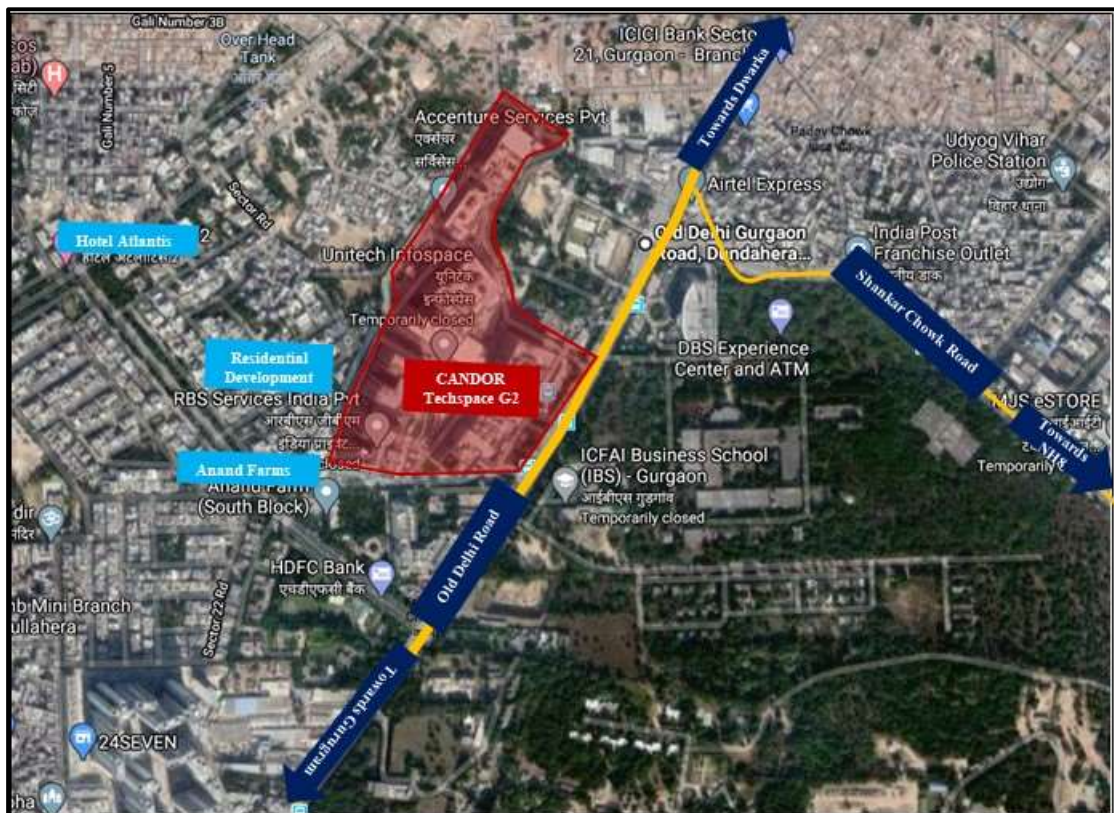 Gali Number 3B
Over Head
Tank
ICICI Bank Sector
21, Gurgaon - Bran
Gali Number 5
Towards Dwarka
Accenture Services Pvt
एक्सेंचर
सर्विसेस...
Udyog Vihar
Police Station
उद्योग
विहार थाना
Airtel Express
Sector Rd
Hotel Atlantis
2
Old Delhi Gurgaon
Road, Dundahera...
India Post
Franchise Outlet
Unitech Infospace
यूनिटेक
इन्फोस्पेस
Temporarily closed
Shankar Chowk Road
Residential
Development
DBS Experience
Center and ATM
CANDOR
Techspace G2
RBS Services India Pvt
MJS eSTORE
Towards
NH8
Temporarily
Anand Farms
Anand Farm
(South Block)
ICFAI Business School
(IBS) - Gurgaon
आईबीएस गुड़गांव
Temporarily closed
Old Delhi Road
HDFC Bank
एचडीएफसी बैंक
Mini Branch
Sector 22 Rd
Towards Gurugram
24SEVEN